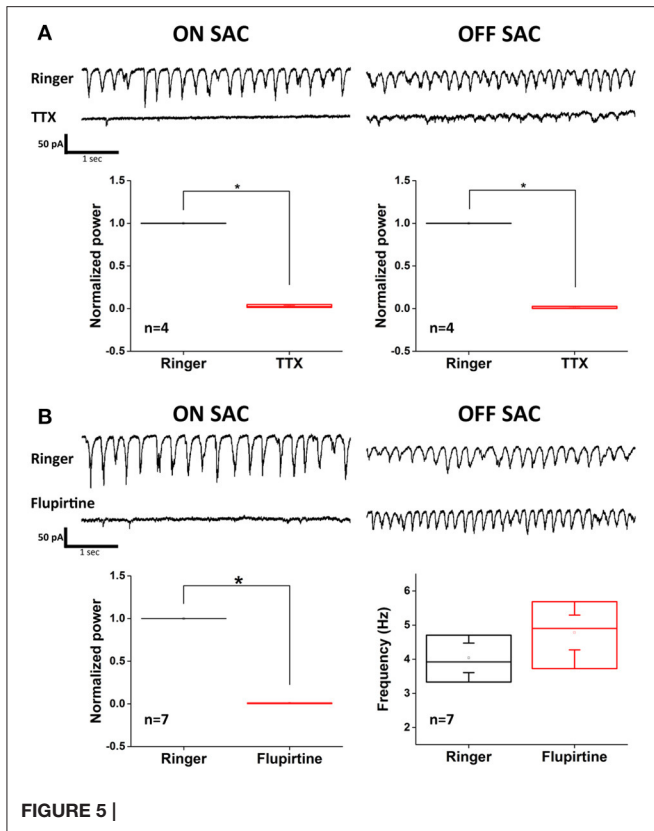 A
ON SAC
OFF SAC
Ringer
TTX
50 pA
1 sec
Normalized power
1.5
1.0
0.5
0.0
-0.5
*
n=4
Ringer
TTX
Normalized power
1.5
1.0
0.5
0.0
-0.5
*
n=4
Ringer
TTX
B
ON SAC
OFF SAC
Ringer
Flupirtine
50 pA
1 sec
Normalized power
1.5
1.0
0.5
0.0
-0.5
*
n=7
Ringer
Flupirtine
Frequency (Hz)
6
5
4
3
2
n=7
Ringer
Flupirtine
FIGURE 5 |